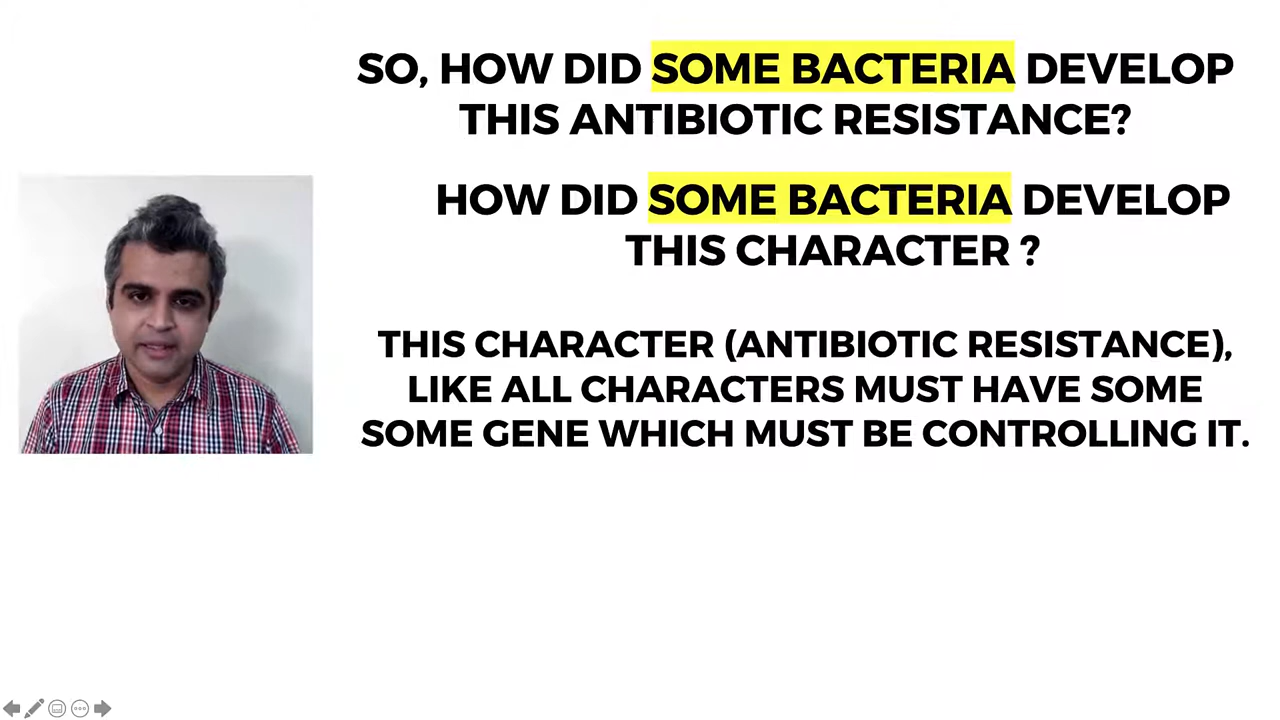 SO, HOW DID SOME BACTERIA DEVELOP
THIS ANTIBIOTIC RESISTANCE?
HOW DID SOME BACTERIA DEVELOP
THIS CHARACTER ?
THIS CHARACTER (ANTIBIOTIC RESISTANCE),
LIKE ALL CHARACTERS MUST HAVE SOME
SOME GENE WHICH MUST BE CONTROLLING IT.